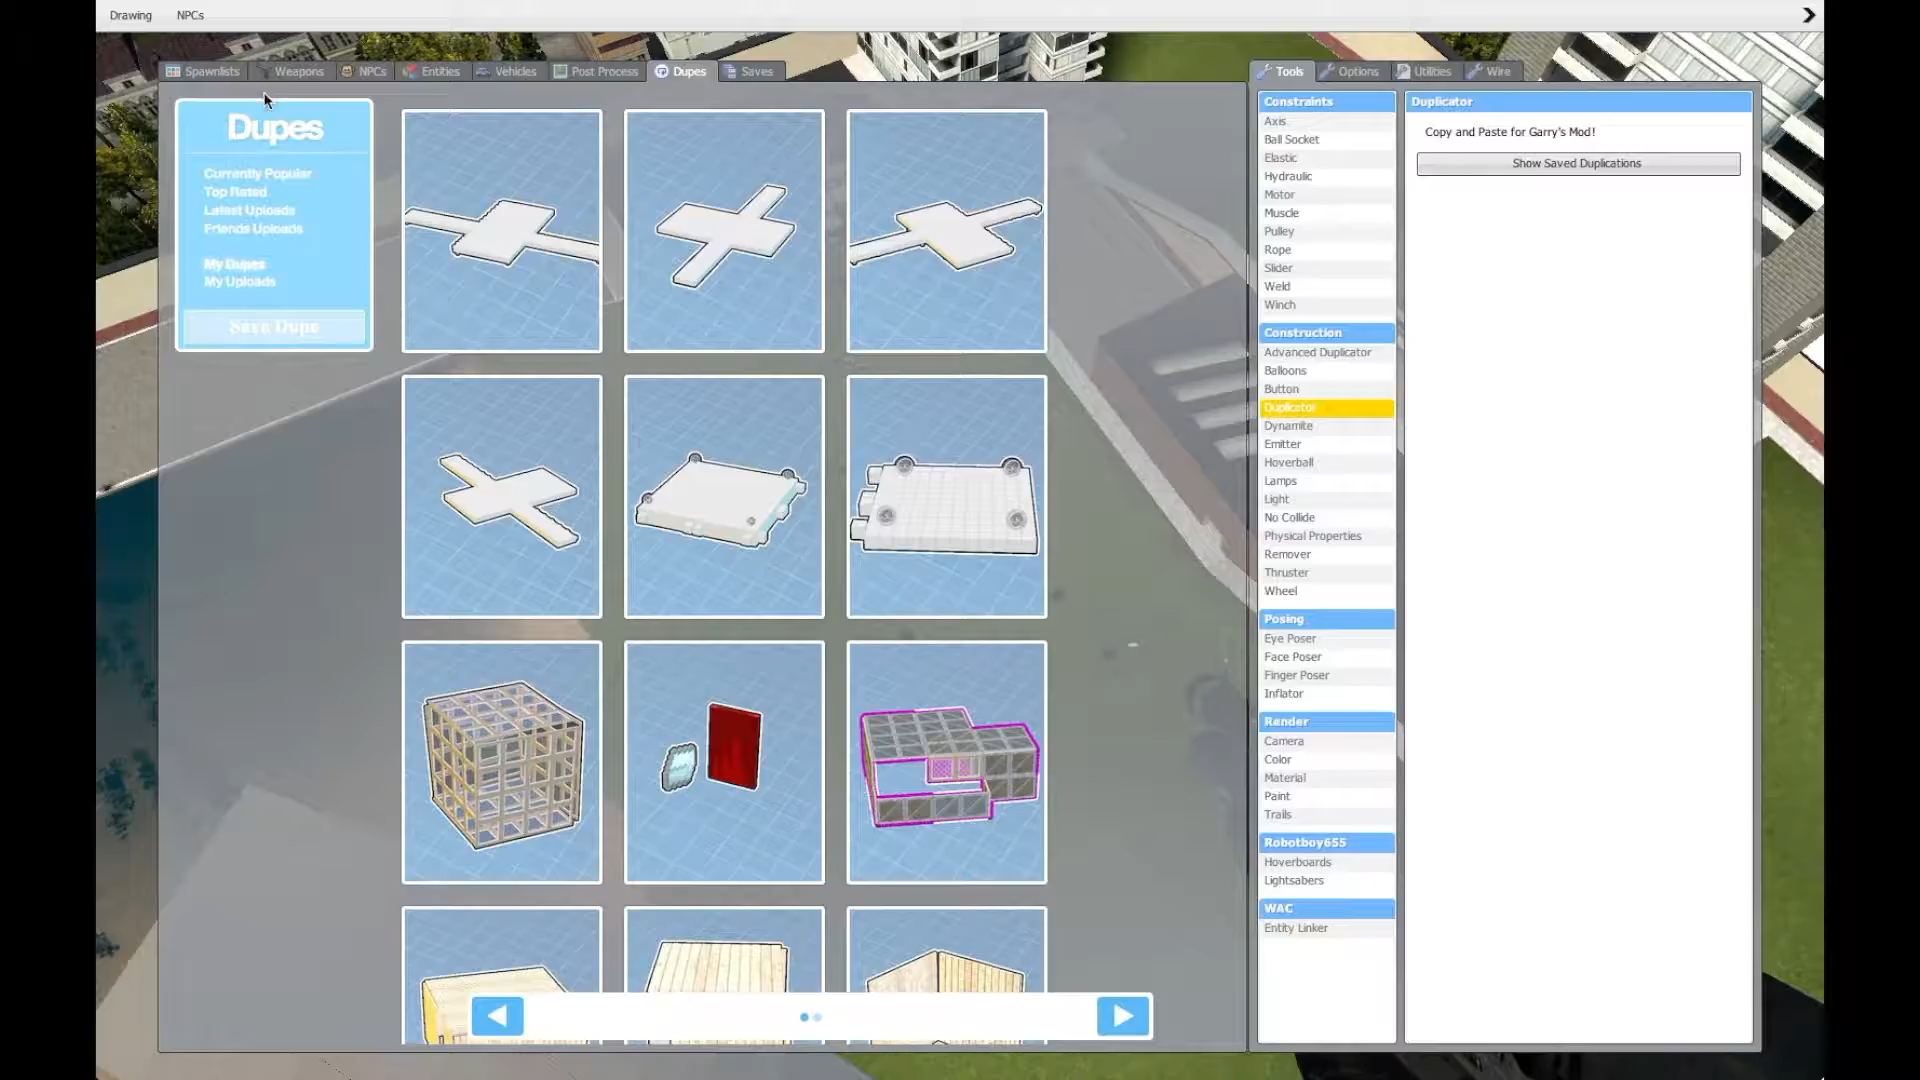 Drawing NPCs
Spawnlists Weapons NPCs Entities Vehicles Post Process Dupes Saves
Tools Options Utilities Wire
Dupes
Currently Popular
Top Rated
Latest Uploads
Friends Uploads
My Dupes
My Uploads
Save Dupe
Constraints
Axis
Ball Socket
Elastic
Hydraulic
Motor
Muscle
Pulley
Rope
Slider
Weld
Winch
Construction
Advanced Duplicator
Balloons
Button
Duplicator
Dynamite
Emitter
Hoverball
Lamps
Light
No Collide
Physical Properties
Remover
Thruster
Wheel
Posing
Eye Poser
Face Poser
Finger Poser
Inflator
Render
Camera
Color
Material
Paint
Trails
Robotboy655
Hoverboards
Lightsabers
WAC
Entity Linker
Duplicator
Copy and Paste for Garry's Mod!
Show Saved Duplications